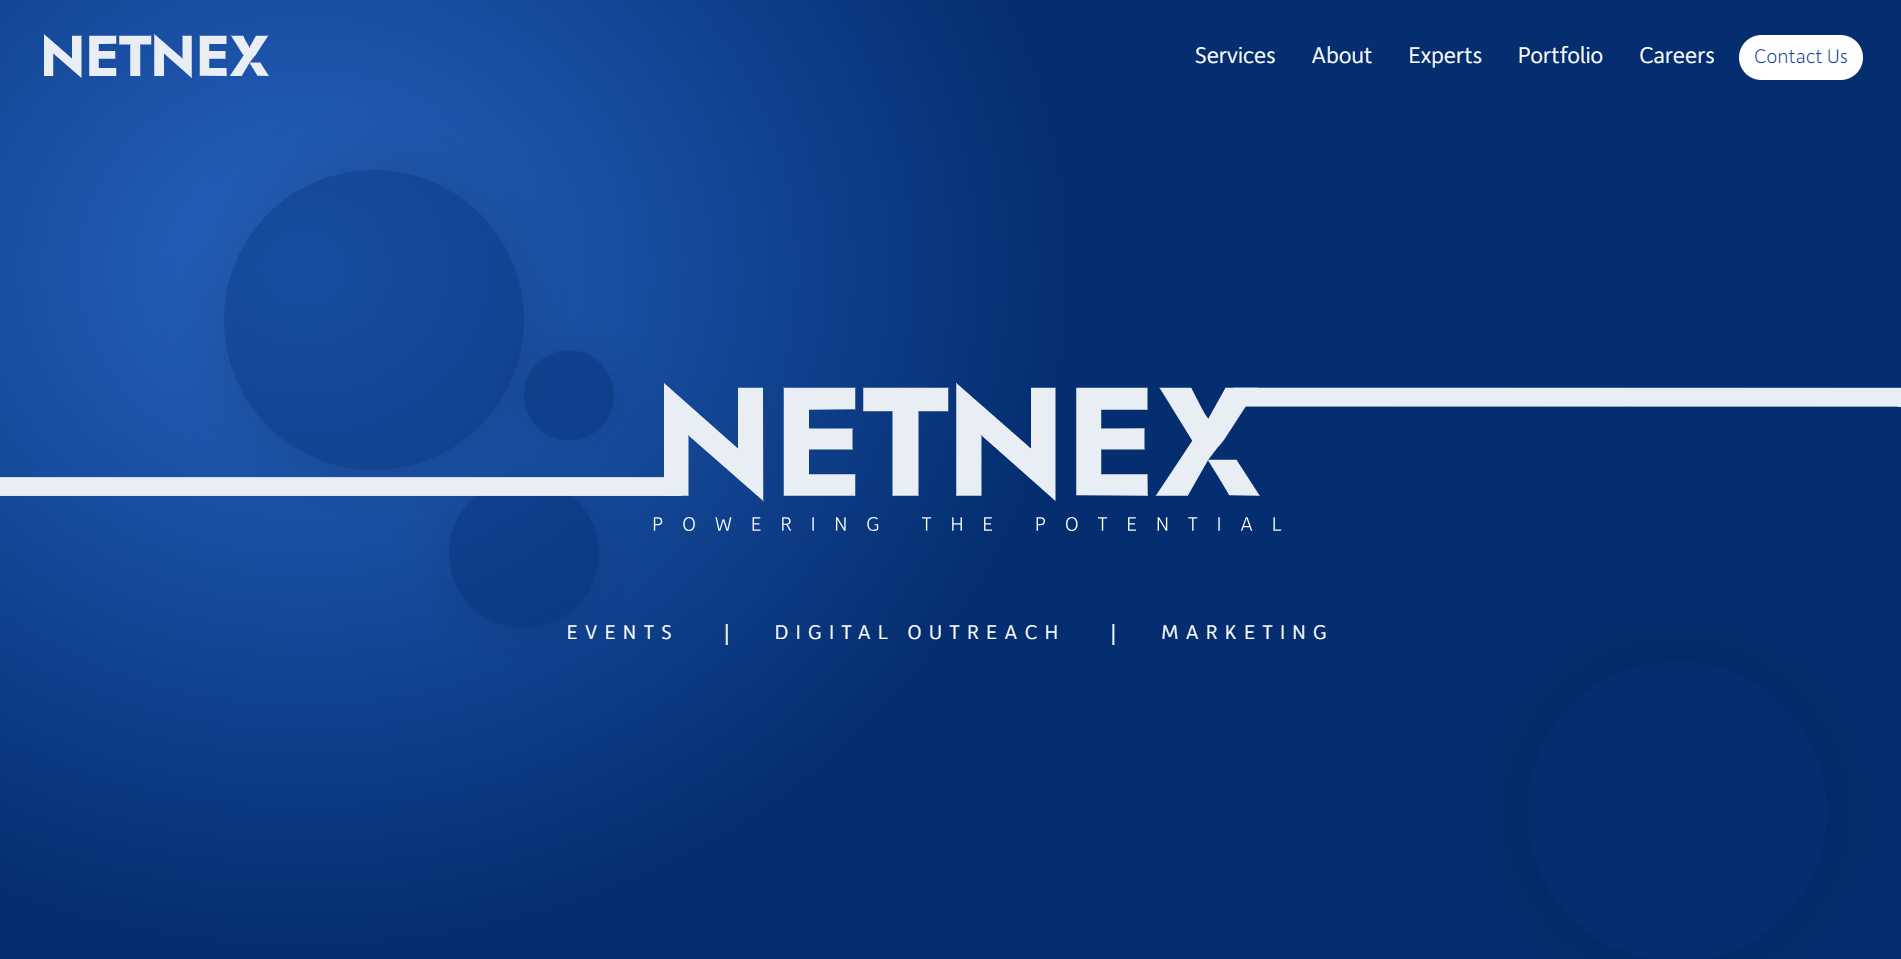 NETNEX
Services About Experts Portfolio Careers Contact Us
NETNEX
POWERING THE POTENTIAL
EVENTS | DIGITAL OUTREACH | MARKETING